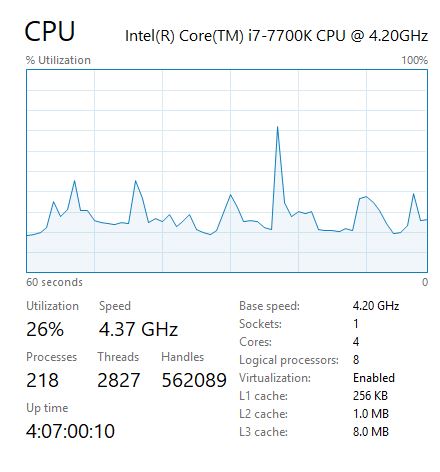 CPU
Intel(R) Core(TM) i7-7700K CPU @ 4.20GHz
% Utilization
100%
60 seconds
0
Utilization
Speed
26%
4.37 GHz
Processes
Threads
Handles
218
2827
562089
Up time
4:07:00:10
Base speed: 4.20 GHz
Sockets: 1
Cores: 4
Logical processors: 8
Virtualization: Enabled
L1 cache: 256 KB
L2 cache: 1.0 MB
L3 cache: 8.0 MB